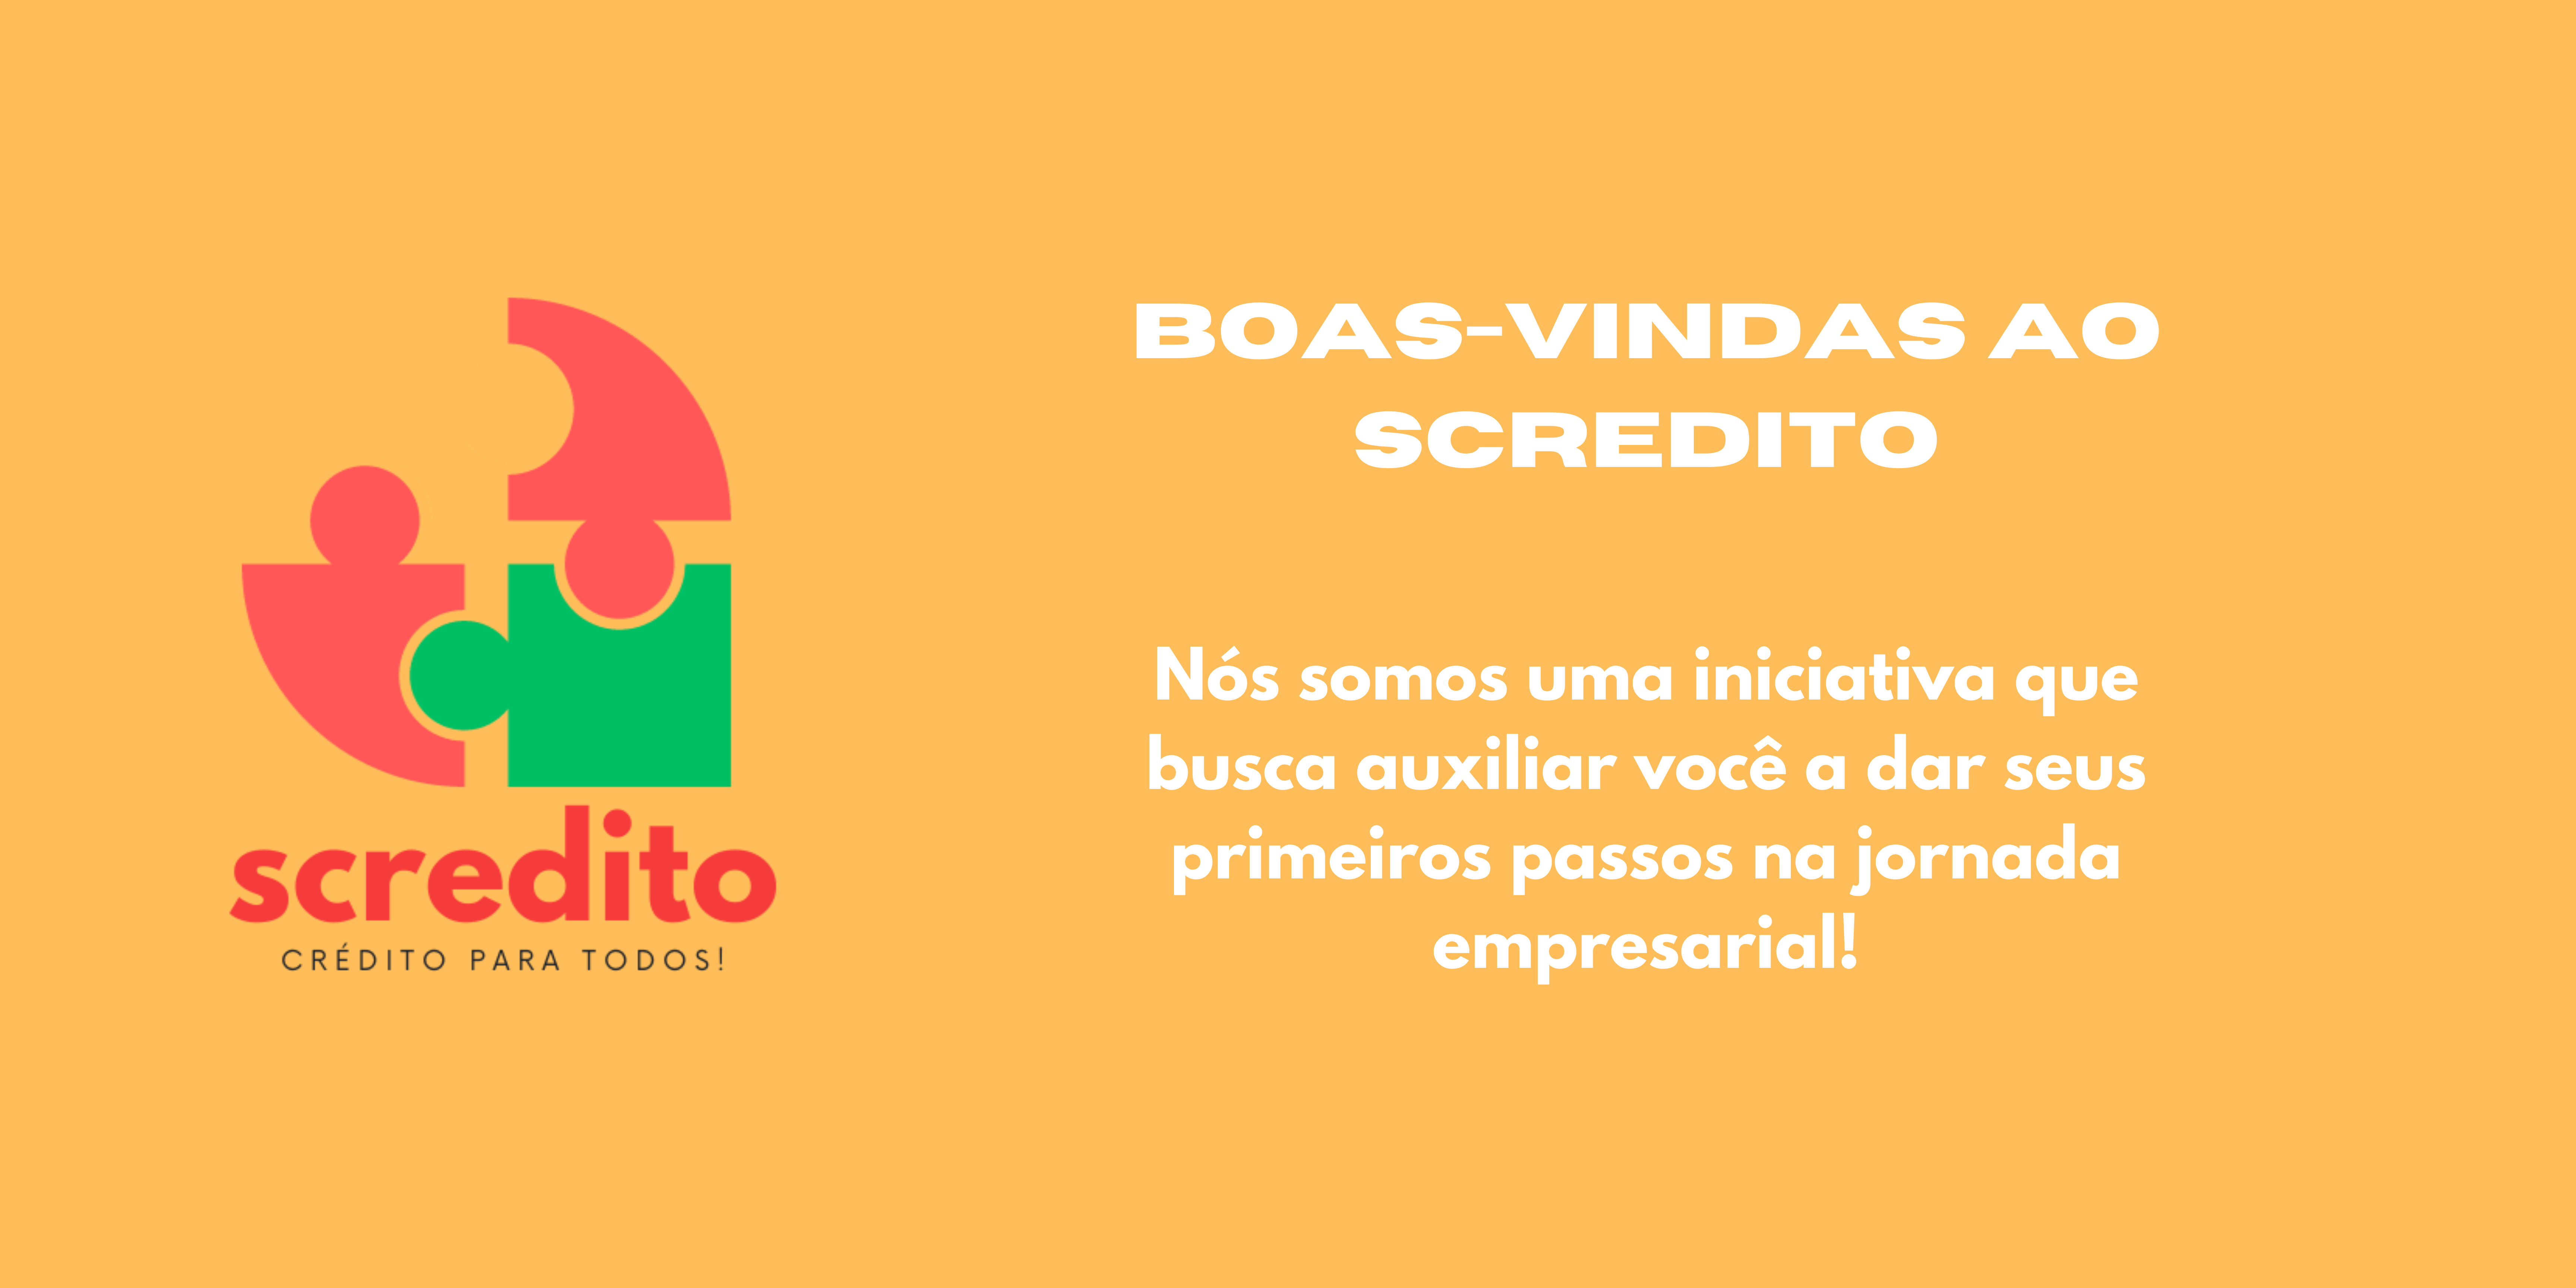 BOAS-VINDAS AO
SCREDITO
Nós somos uma iniciativa que
busca auxiliar você a dar seus
primeiros passos na jornada
empresarial!
scredito
CRÉDITO PARA TODOS!